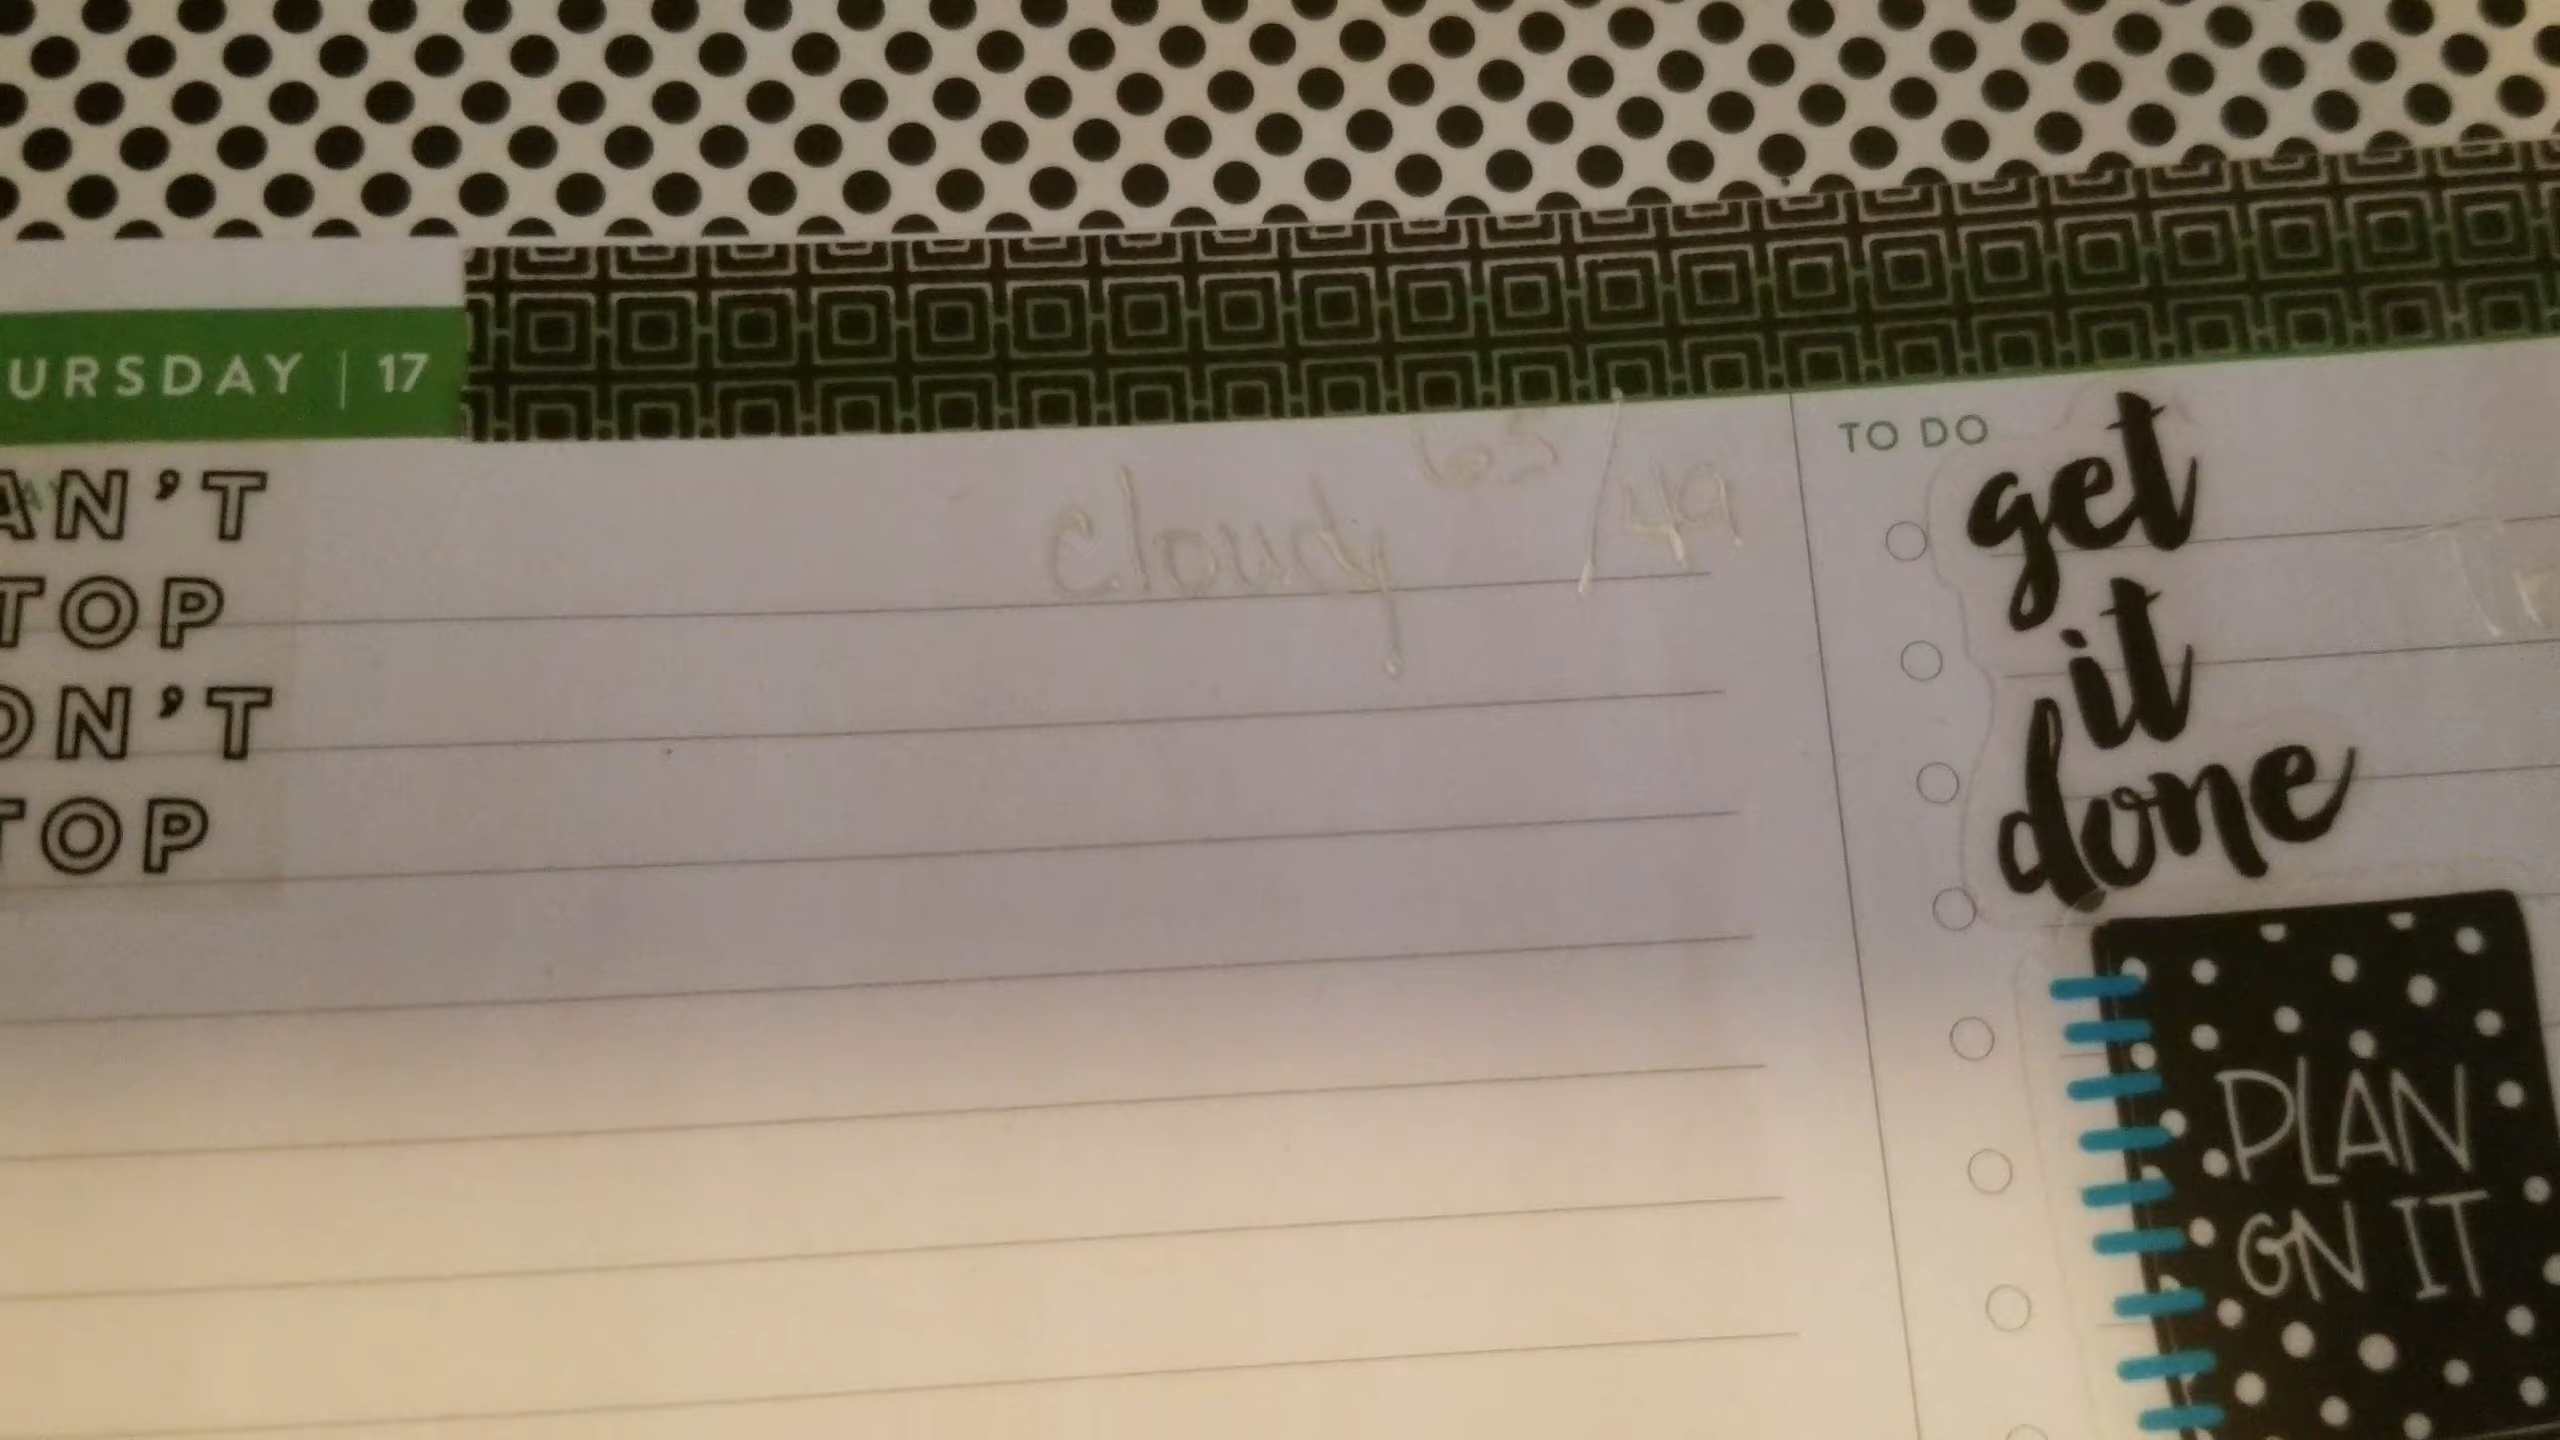 URSDAY | 17
AN'T
TOP
ON'T
TOP
cloudy 65/49
TO DO
get
it
done
PLAN
ON IT